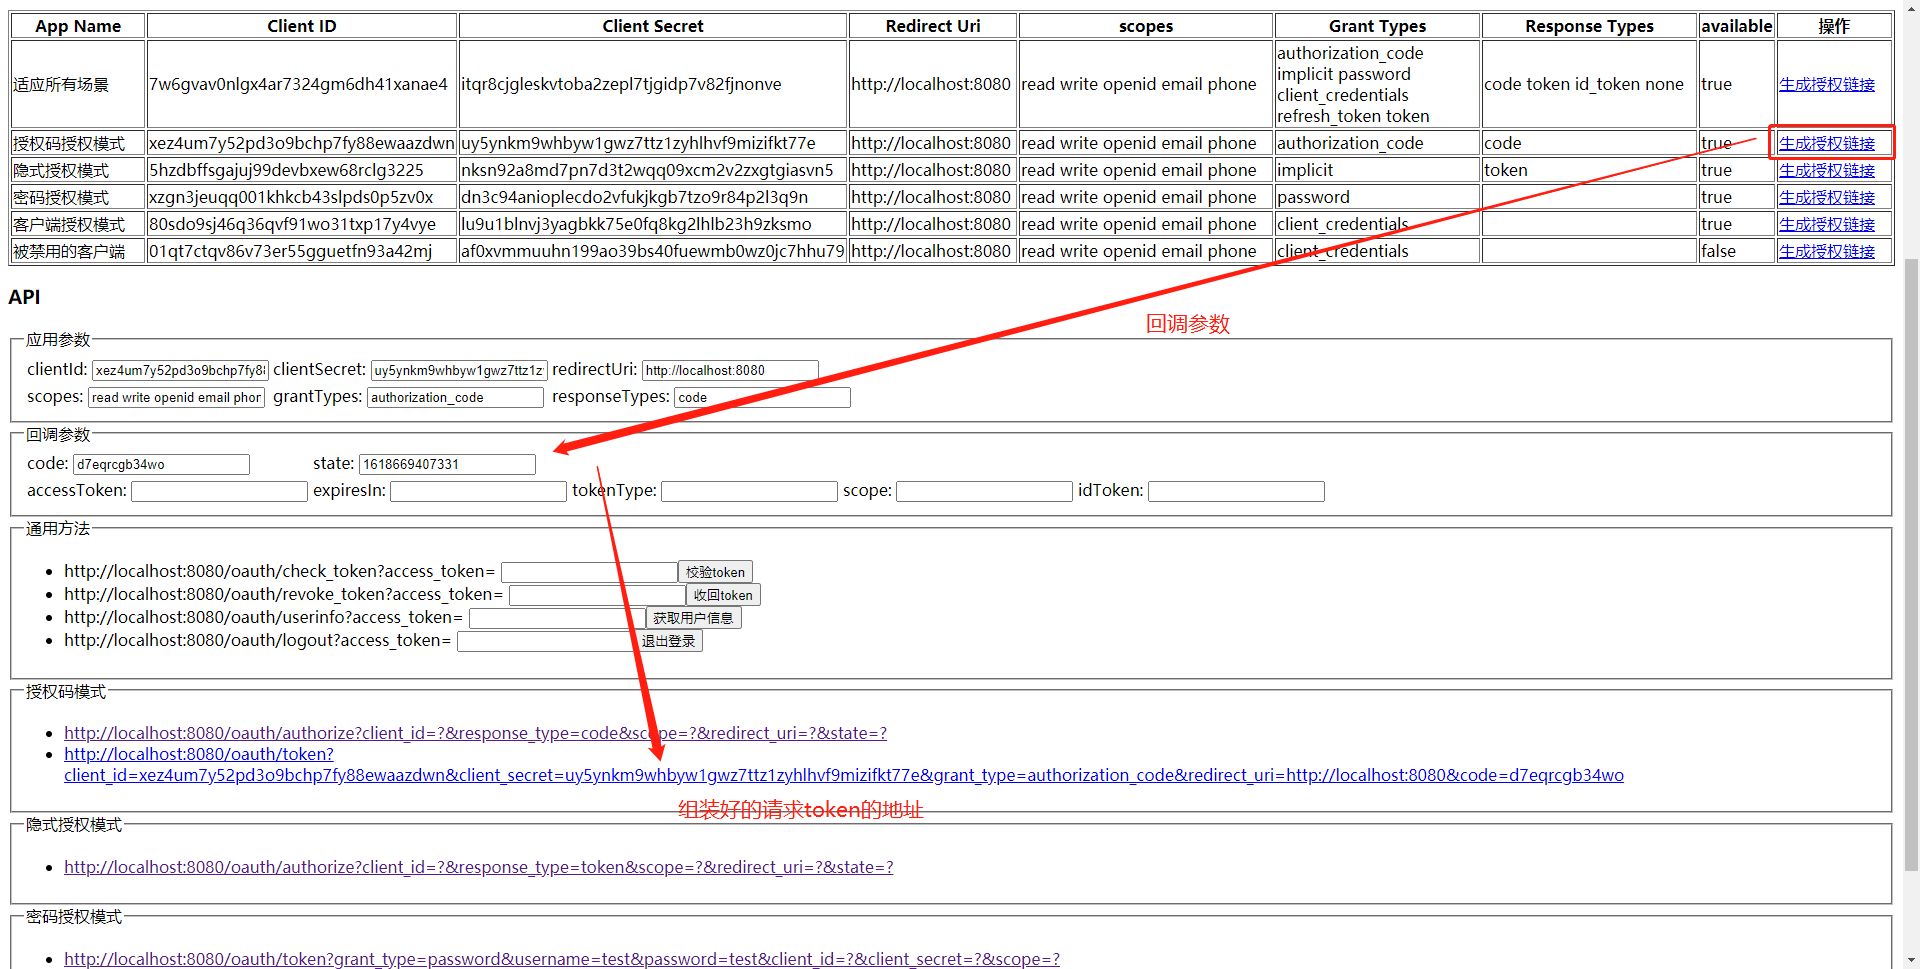 App Name Client ID Client Secret Redirect Uri scopes Grant Types Response Types available 操作
适应所有场景 7w6gvav0nlgx4ar7324gm6dh41xanae4 itqr8cjgleskvtoba2zepl7tjgidp7v82fjnonve http://localhost:8080 read write openid email phone authorization_code implicit password client_credentials refresh_token token code token id_token none true 生成授权链接
授权码授权模式 xez4um7y52pd3o9bchp7fy88ewaazdwn uy5ynkm9whbyw1gwz7ttz1zyhlhvf9mizifkt77e http://localhost:8080 read write openid email phone authorization_code code true 生成授权链接
隐式授权模式 5hzdbffsgajuj99devbxew68rclg3225 nksn92a8md7pn7d3t2wqq09xcm2v2zxgtgiasvn5 http://localhost:8080 read write openid email phone implicit token true 生成授权链接
密码授权模式 xzgn3jeuqq001khkcb43slpds0p5zv0x dn3c94anioplecdo2vfukjkgb7tzo9r84p2l3q9n http://localhost:8080 read write openid email phone password true 生成授权链接
客户端授权模式 80sdo9sj46q36qvf91wo31txp17y4vye lu9u1blnvj3yagbkk75e0fq8kg2lhlb23h9zksmo http://localhost:8080 read write openid email phone client_credentials true 生成授权链接
被禁用的客户端 01qt7ctqv86v73er55gguetfn93a42mj af0xvmmuuhn199ao39bs40fuewmb0wz0jc7hhu79 http://localhost:8080 read write openid email phone client_credentials false 生成授权链接
API
回调参数
应用参数
clientId: xez4um7y52pd3o9bchp7fy8 clientSecret: uy5ynkm9whbyw1gwz7ttz1z redirectUri: http://localhost:8080
scopes: read write openid email phon grantTypes: authorization_code responseTypes: code
回调参数
code: d7eqrcgb34wo state: 1618669407331
accessToken: expiresIn: tokenType: scope: idToken:
通用方法
http://localhost:8080/oauth/check_token?access_token= 校验token
http://localhost:8080/oauth/revoke_token?access_token= 收回token
http://localhost:8080/oauth/userinfo?access_token= 获取用户信息
http://localhost:8080/oauth/logout?access_token= 退出登录
授权码模式
http://localhost:8080/oauth/authorize?client_id=?&response_type=code&scope=?&redirect_uri=?&state=?
http://localhost:8080/oauth/token?
client_id=xez4um7y52pd3o9bchp7fy88ewaazdwn&client_secret=uy5ynkm9whbyw1gwz7ttz1zyhlhvf9mizifkt77e&grant_type=authorization_code&redirect_uri=http://localhost:8080&code=d7eqrcgb34wo
组装好的请求token的地址
隐式授权模式
http://localhost:8080/oauth/authorize?client_id=?&response_type=token&scope=?&redirect_uri=?&state=?
密码授权模式
http://localhost:8080/oauth/token?grant_type=password&username=test&password=test&client_id=?&client_secret=?&scope=?